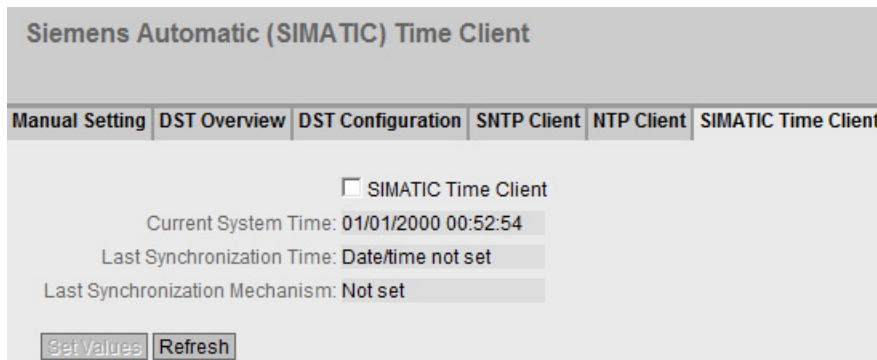 Siemens Automatic (SIMATIC) Time Client
Manual Setting DST Overview DST Configuration SNTP Client NTP Client SIMATIC Time Client
SIMATIC Time Client
Current System Time: 01/01/2000 00:52:54
Last Synchronization Time: Date/time not set
Last Synchronization Mechanism: Not set
Set Values Refresh